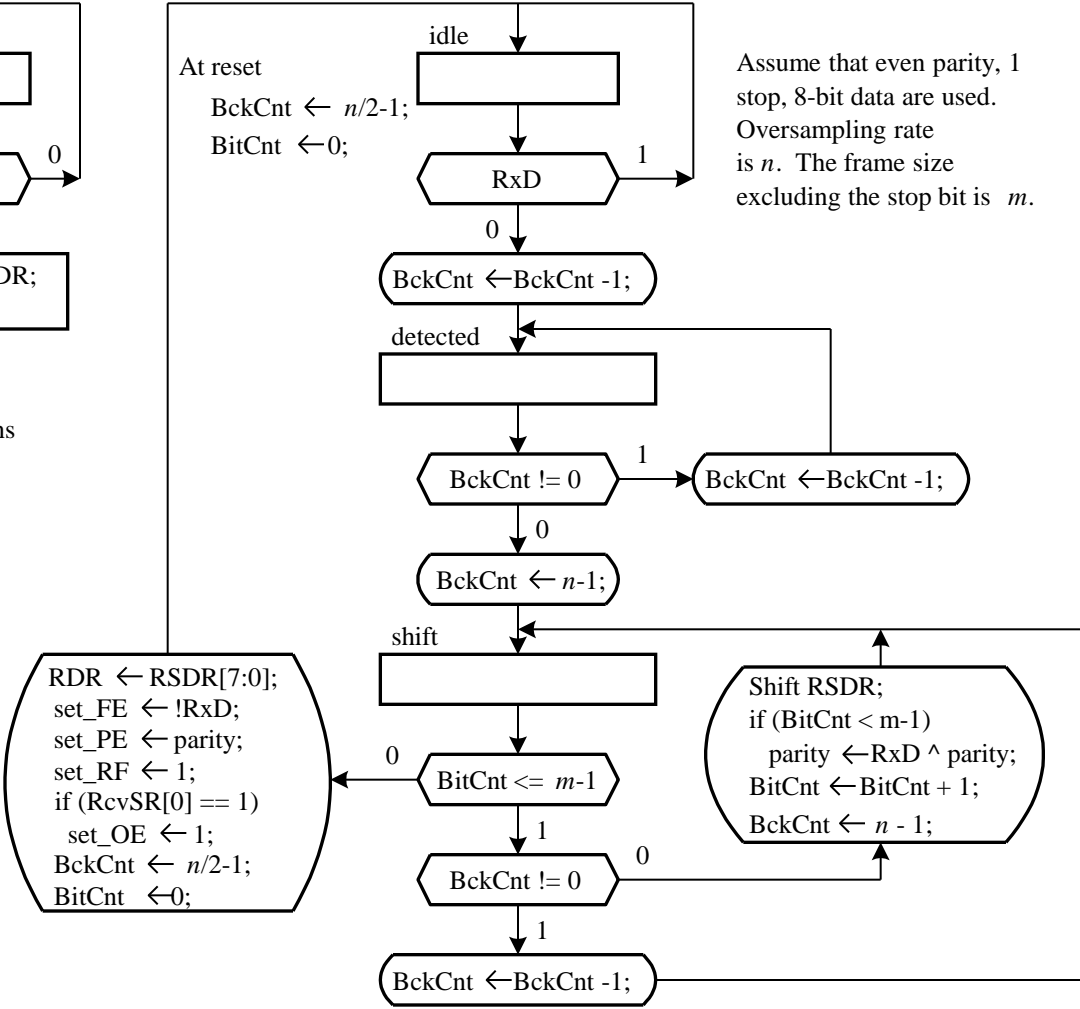 idle
At reset
BckCnt ← n/2-1;
BitCnt ←0;
Assume that even parity, 1
stop, 8-bit data are used.
Oversampling rate
is n. The frame size
excluding the stop bit is m.
0
RxD
1
0
BckCnt ←BckCnt -1;
detected
BckCnt != 0
1
BckCnt ←BckCnt -1;
0
BckCnt ← n-1;
shift
RDR ← RSDR[7:0];
set_FE ← !RxD;
set_PE ← parity;
set_RF ← 1;
if (RcvSR[0] == 1)
set_OE ← 1;
BckCnt ← n/2-1;
BitCnt ←0;
0
BitCnt <= m-1
1
Shift RSDR;
if (BitCnt < m-1)
parity ←RxD ^ parity;
BitCnt ←BitCnt + 1;
BckCnt ← n - 1;
BckCnt != 0
0
1
BckCnt ←BckCnt -1;